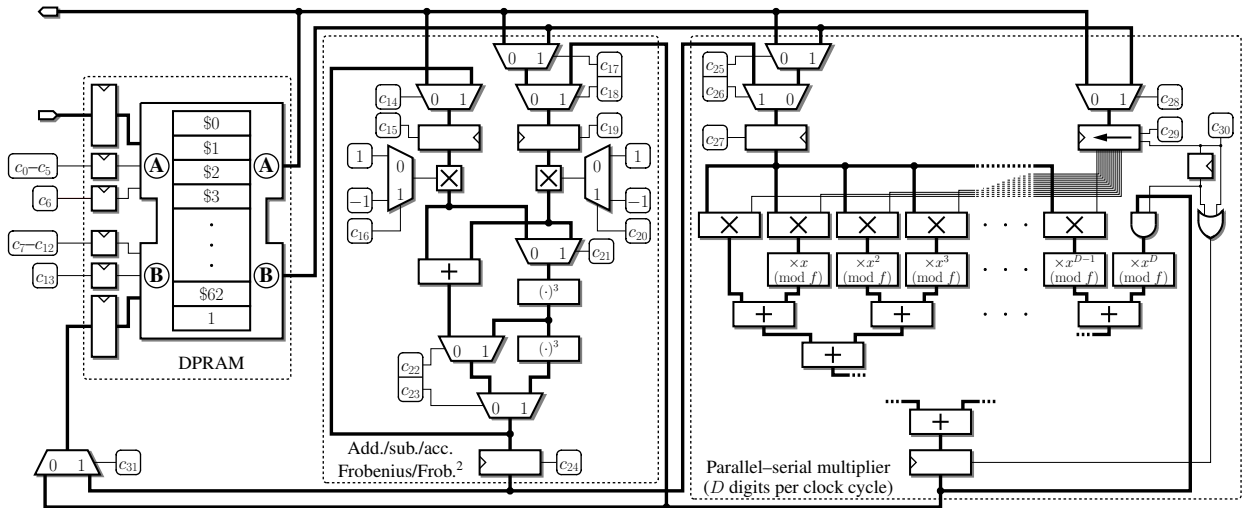 $0
$1
$2
$3
$62
1
A
A
B
B
c0–c5
c6
c7–c12
c13
DPRAM
0 1
c31
c14
0 1
c15
1
0
1
−1
c16
0 1
c17
c18
0 1
c19
1
0
1
−1
c20
×
×
0 1
c21
+
(·)³
(·)³
c22
0 1
c23
0 1
c24
Add./sub./acc.
Frobenius/Frob.²
c25
0 1
c26
1 0
c27
0 1
c28
c29
c30
× × × × · · · ×
×x
(mod f)
×x²
(mod f)
×x³
(mod f)
· · ·
×x^{D−1}
(mod f)
×x^D
(mod f)
+ + · · · +
+
+
Parallel–serial multiplier
(D digits per clock cycle)